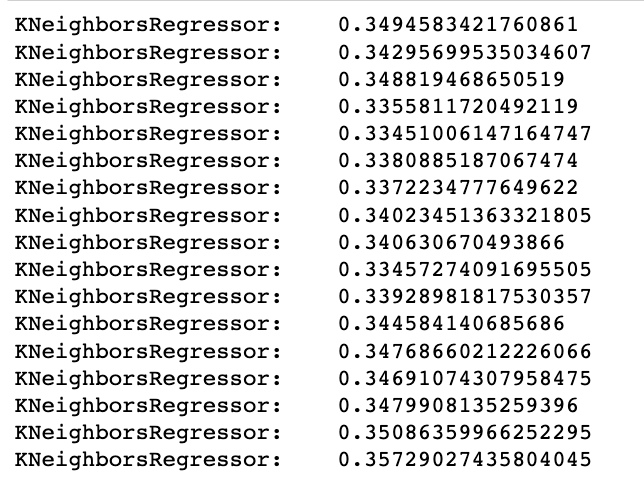 KNeighborsRegressor: 0.3494583421760861
KNeighborsRegressor: 0.34295699535034607
KNeighborsRegressor: 0.348819468650519
KNeighborsRegressor: 0.3355811720492119
KNeighborsRegressor: 0.33451006147164747
KNeighborsRegressor: 0.3380885187067474
KNeighborsRegressor: 0.3372234777649622
KNeighborsRegressor: 0.34023451363321805
KNeighborsRegressor: 0.340630670493866
KNeighborsRegressor: 0.33457274091695505
KNeighborsRegressor: 0.33928981817530357
KNeighborsRegressor: 0.344584140685686
KNeighborsRegressor: 0.34768660212226066
KNeighborsRegressor: 0.34691074307958475
KNeighborsRegressor: 0.3479908135259396
KNeighborsRegressor: 0.35086359966252295
KNeighborsRegressor: 0.35729027435804045